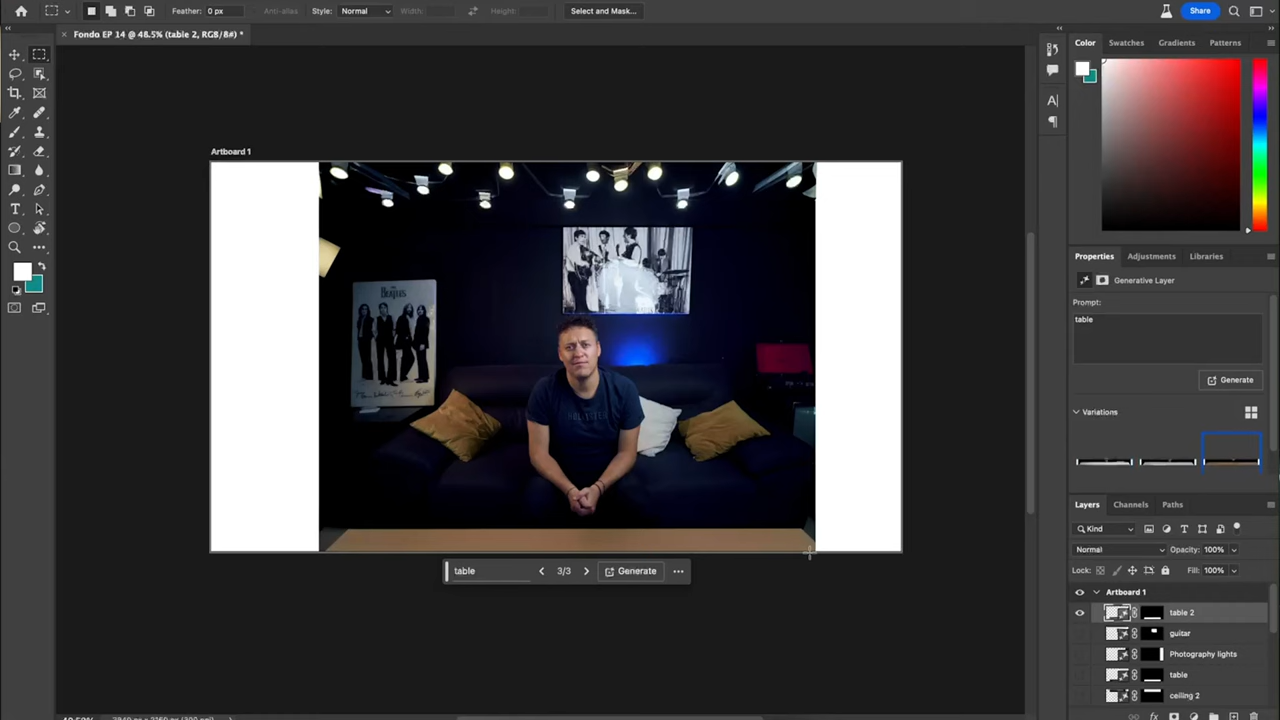 Feather: 0 px Anti-alias Style: Normal Width: Height: Select and Mask... Share
× Fondo EP 14 @ 48.5% (table 2, RGB/8#) *
Color Swatches Gradients Patterns
Artboard 1
Properties Adjustments Libraries
Generative Layer
Prompt:
table
Generate
Variations
BEATLES
HOLLISTER
table 3/3 Generate
Layers Channels Paths
Kind
Normal Opacity: 100%
Lock: Fill: 100%
Artboard 1
table 2
guitar
Photography lights
table
ceiling 2